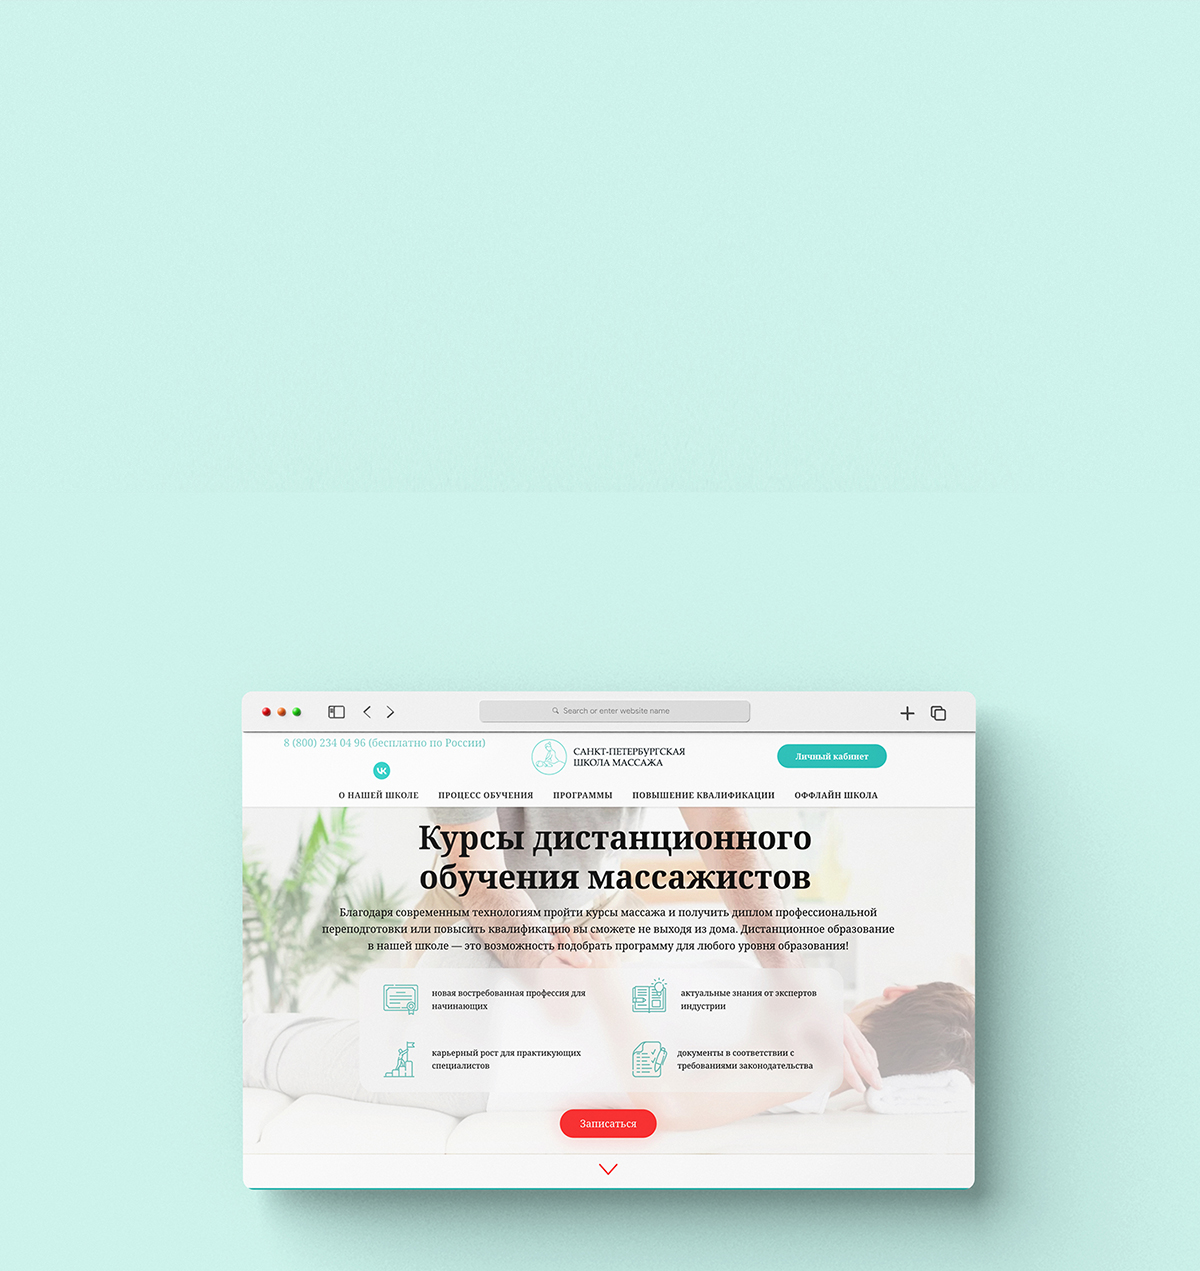 Search or enter website name
8 (800) 234 04 96 (бесплатно по России)
САНКТ-ПЕТЕРБУРГСКАЯ
ШКОЛА МАССАЖА
Личный кабинет
О НАШЕЙ ШКОЛЕ ПРОЦЕСС ОБУЧЕНИЯ ПРОГРАММЫ ПОВЫШЕНИЕ КВАЛИФИКАЦИИ ОФФЛАЙН ШКОЛА
Курсы дистанционного
обучения массажистов
Благодаря современным технологиям пройти курсы массажа и получить диплом профессиональной
переподготовки или повысить квалификацию вы сможете не выходя из дома. Дистанционное образование
в нашей школе — это возможность подобрать программу для любого уровня образования!
новая востребованная профессия для
начинающих
актуальные знания от экспертов
индустрии
карьерный рост для практикующих
специалистов
документы в соответствии с
требованиями законодательства
Записаться